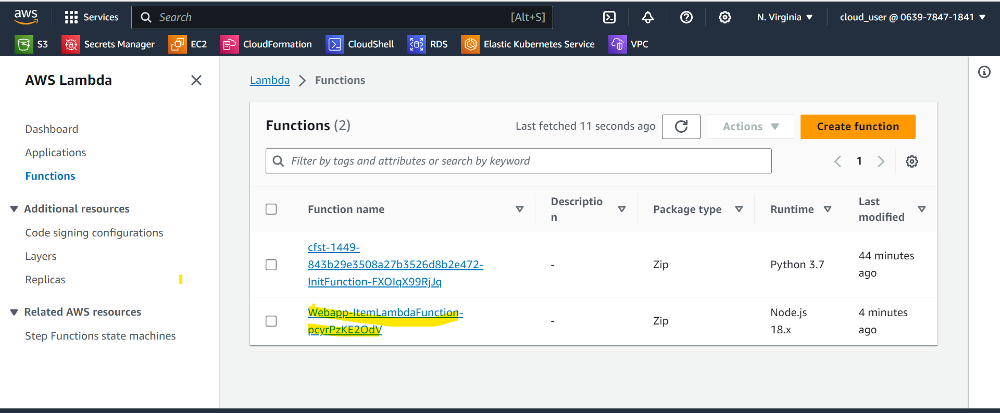 aws
Services
Search
[Alt+S]
N. Virginia
cloud_user @ 0639-7847-1841
S3
Secrets Manager
EC2
CloudFormation
CloudShell
RDS
Elastic Kubernetes Service
VPC
AWS Lambda
Dashboard
Applications
Functions
Additional resources
Code signing configurations
Layers
Replicas
Related AWS resources
Step Functions state machines
Lambda
Functions
Functions (2)
Last fetched 11 seconds ago
Actions
Create function
Filter by tags and attributes or search by keyword
1
Function name
Descriptio
n
Package type
Runtime
Last
modified
cfst-1449-
843b29e3508a27b3526d8b2e472-
InitFunction-FXOIqX99RjJq
-
Zip
Python 3.7
44 minutes
ago
Webapp-ItemLambdaFunction-
pcyrPzKE2OdV
-
Zip
Node.js
18.x
4 minutes
ago